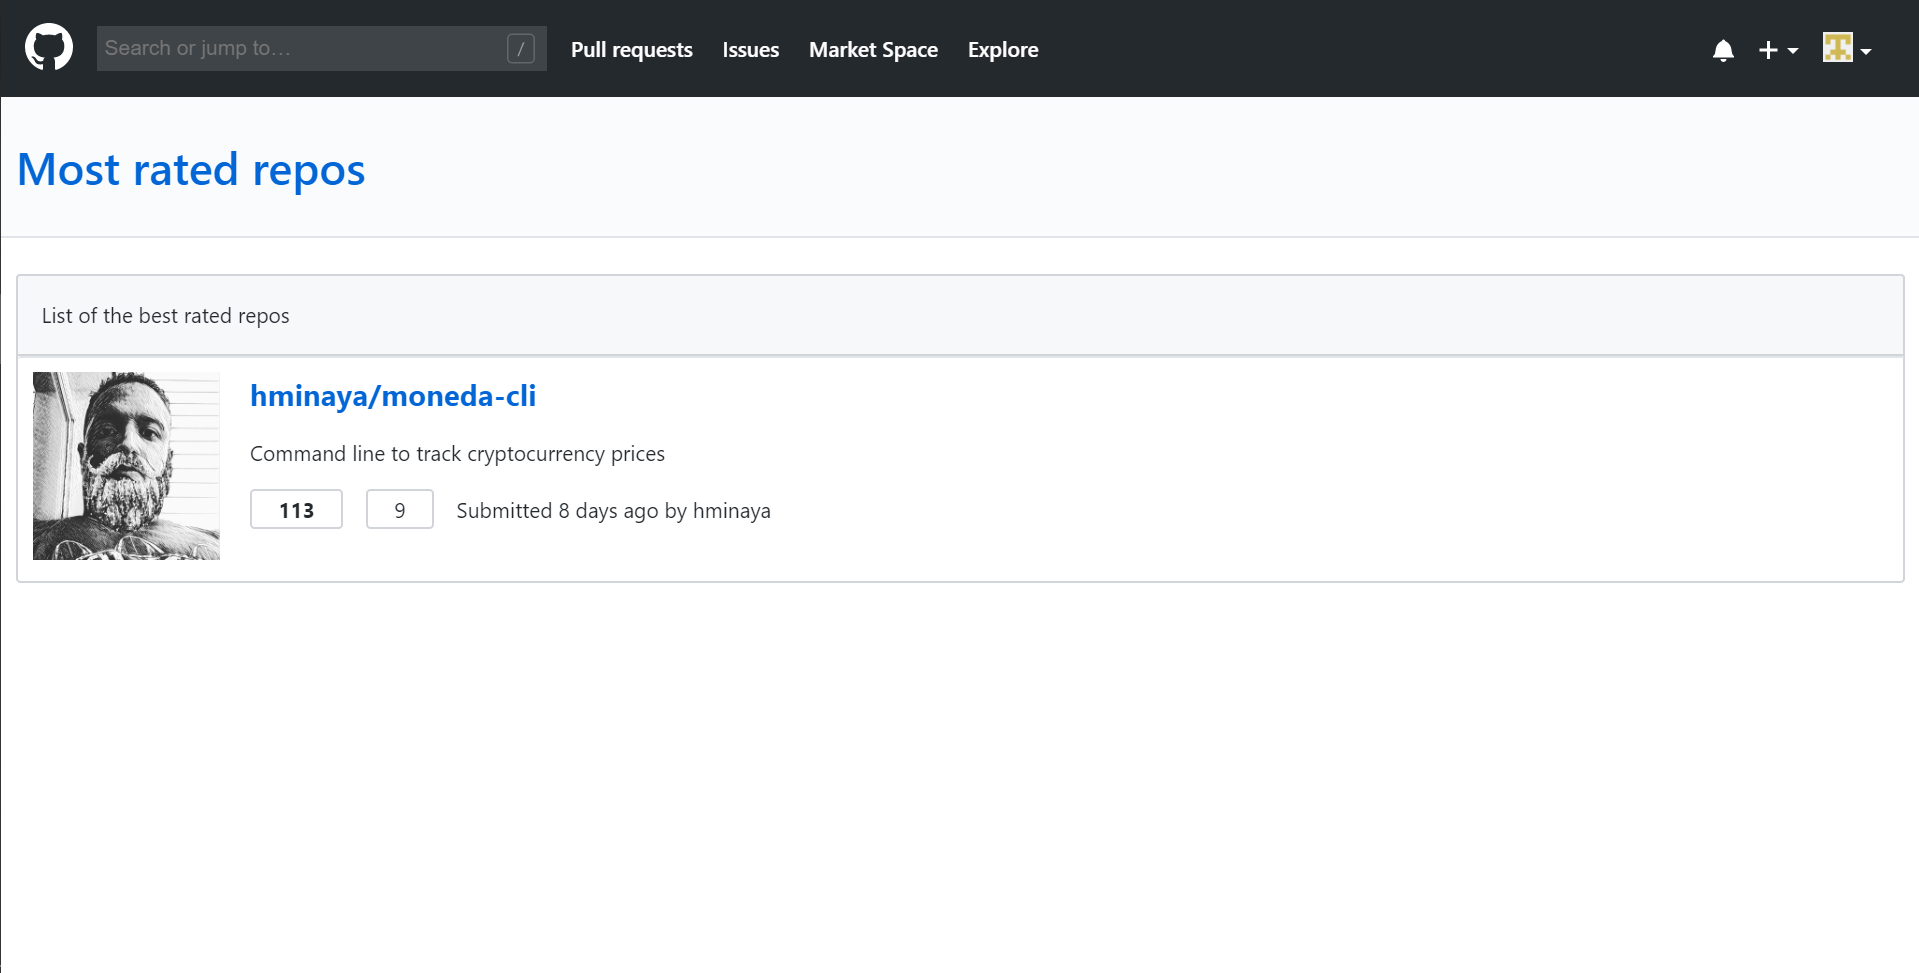 Search or jump to… /
Pull requests Issues Market Space Explore
Most rated repos
List of the best rated repos
hminaya/moneda-cli
Command line to track cryptocurrency prices
113 9 Submitted 8 days ago by hminaya